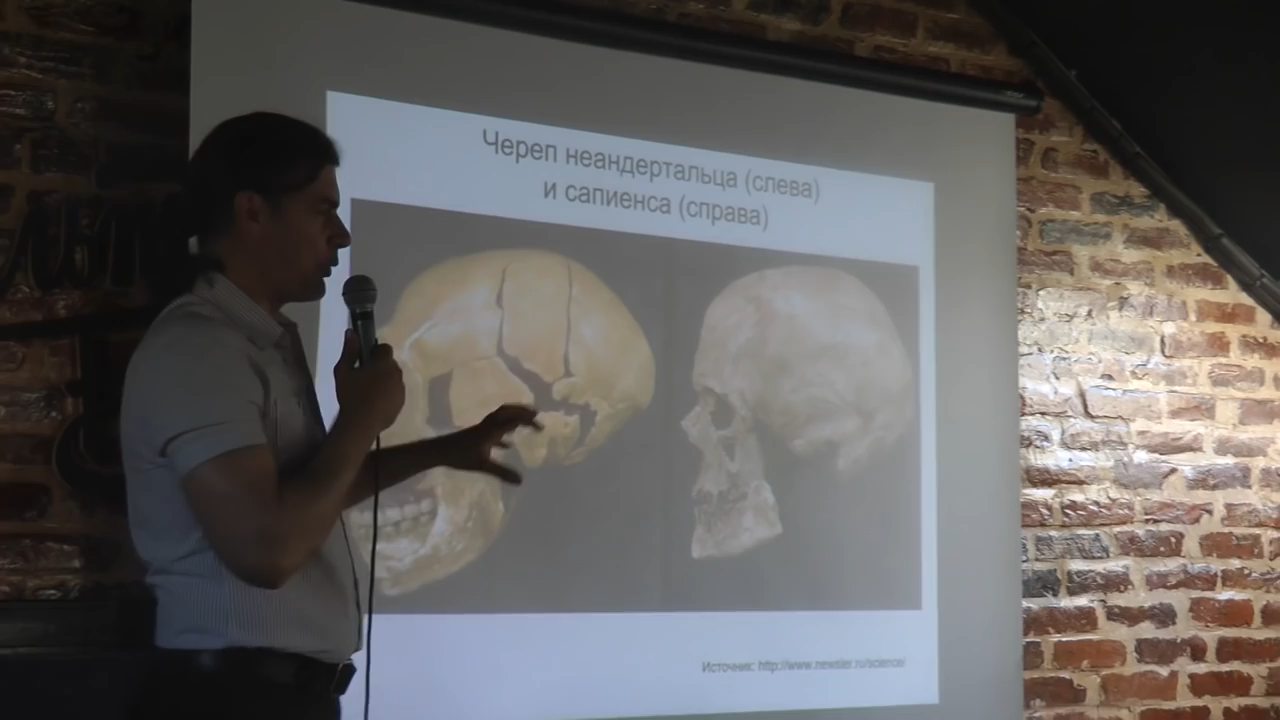 Череп неандертальца (слева)
и сапиенса (справа)
Источник: http://www.newsler.ru/science/